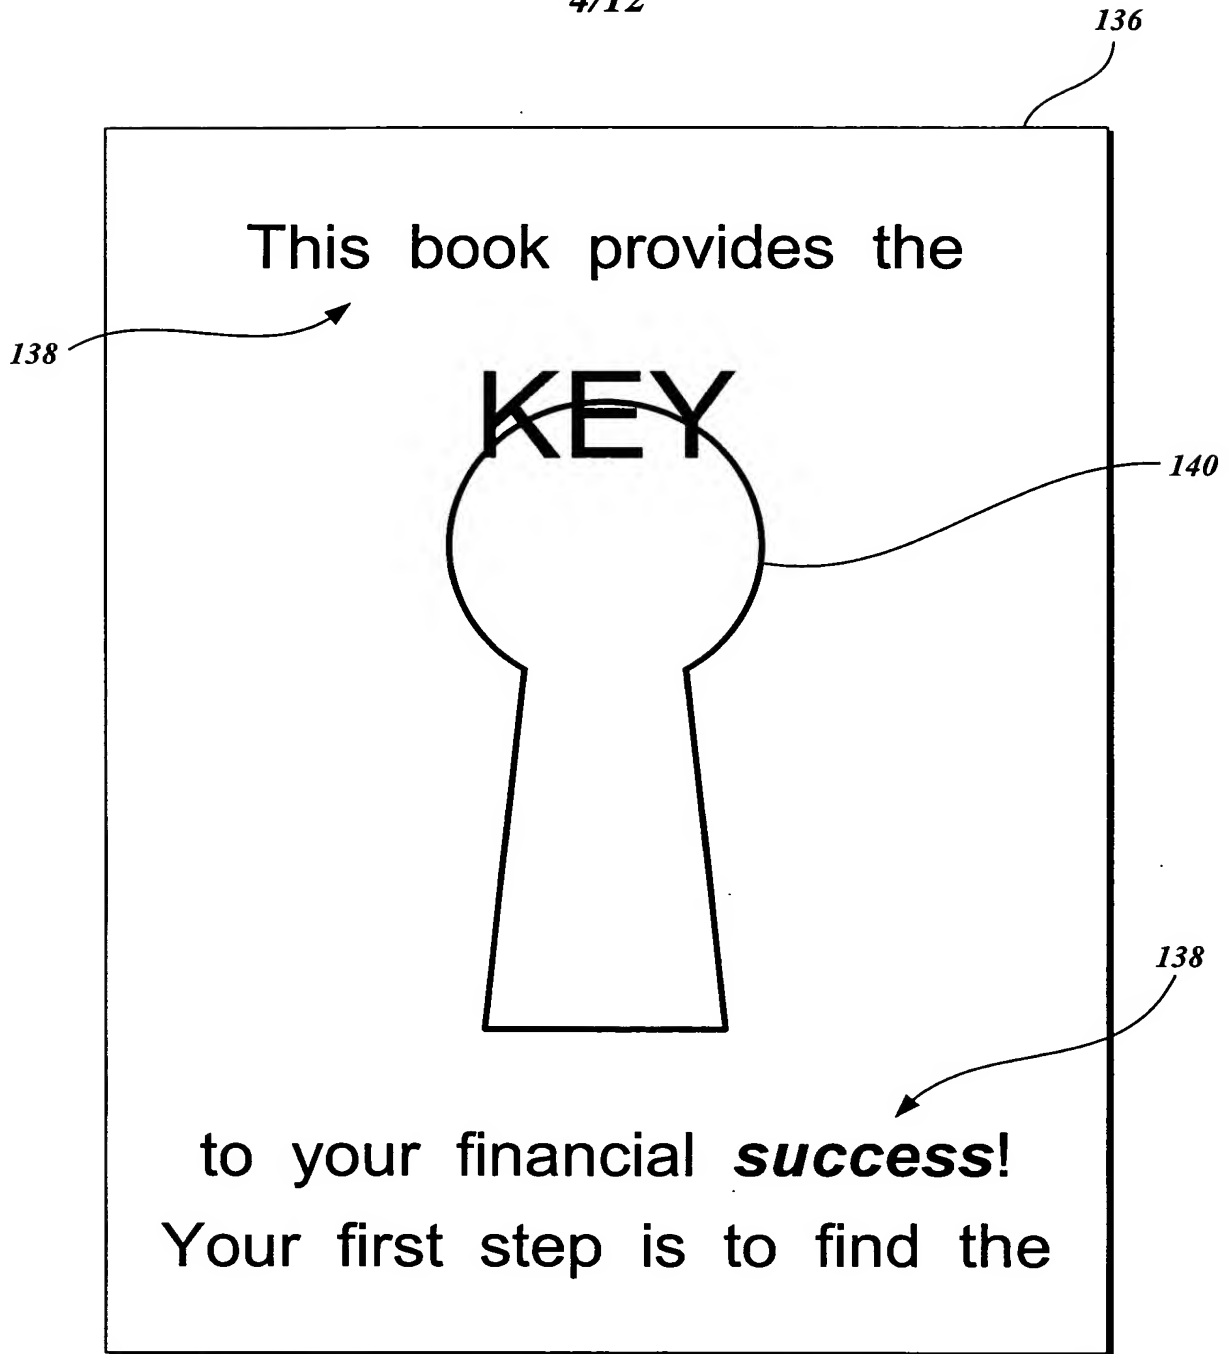 4/12
136
This book provides the
138
KEY
140
138
to your financial success!
Your first step is to find the